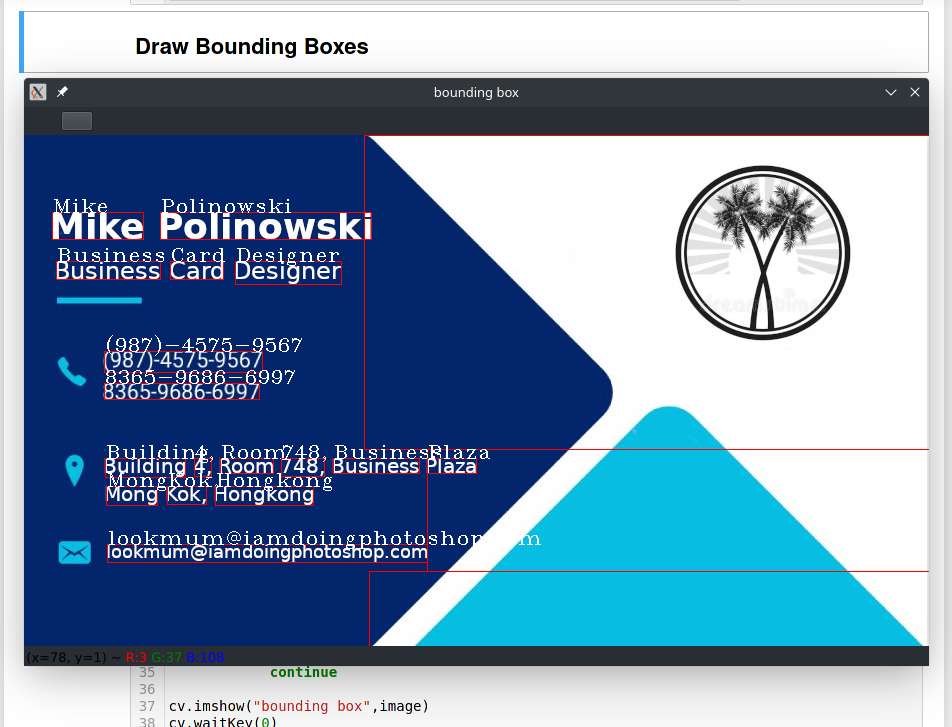 Draw Bounding Boxes
bounding box
Mike Polinowski
Mike Polinowski
Business Card Designer
Business Card Designer
(987)-4575-9567
(987)-4575-9567
8365-9686-6997
8365-9686-6997
Building 4, Room 748, Business Plaza
Building 4, Room 748, Business Plaza
MongKok, Hongkong
Mong Kok, Hongkong
lookmum@iamdoingphotoshop.com
lookmum@iamdoingphotoshop.com
dreamstime
(x=78, y=1) ~ R:3 G:37 B:108
35 continue
36
37 cv.imshow("bounding box",image)
38 cv.waitKey(0)